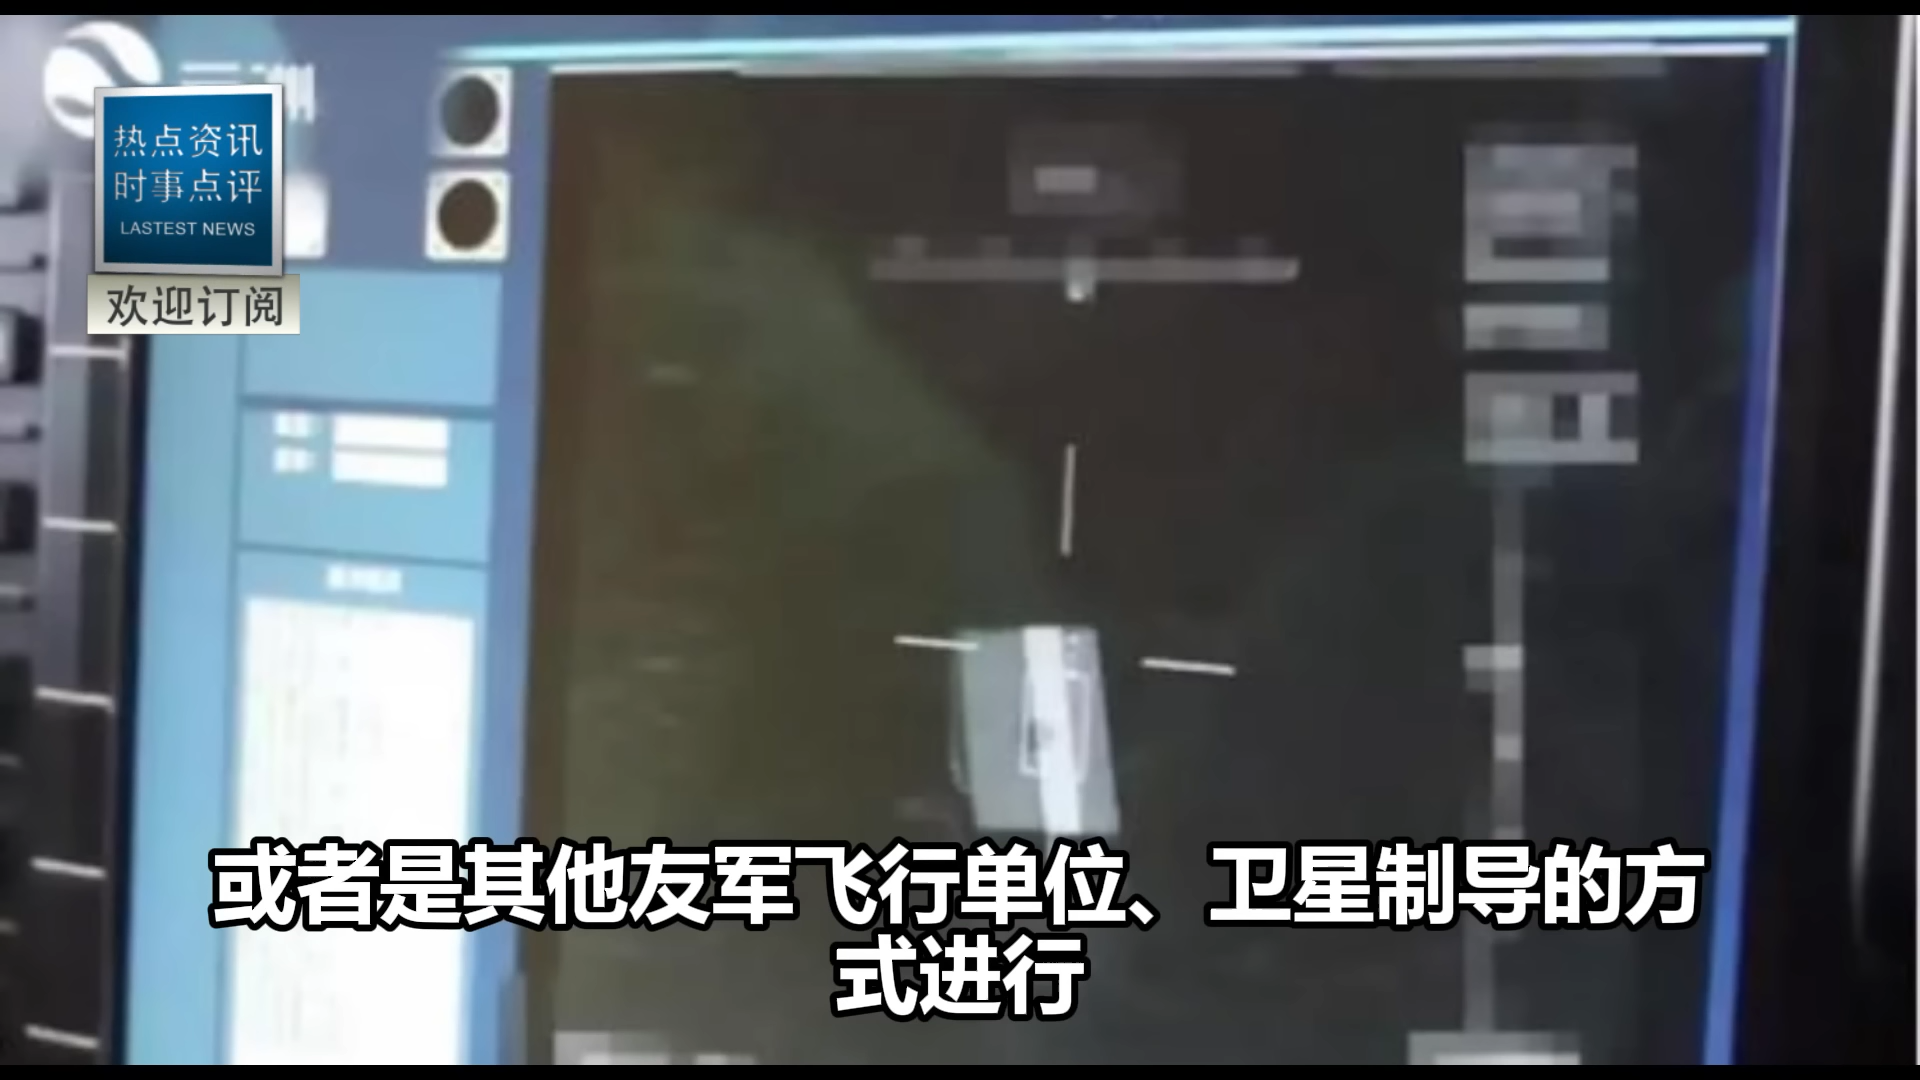 热点资讯
时事点评
LASTEST NEWS
欢迎订阅
或者是其他友军飞行单位、卫星制导的方
式进行